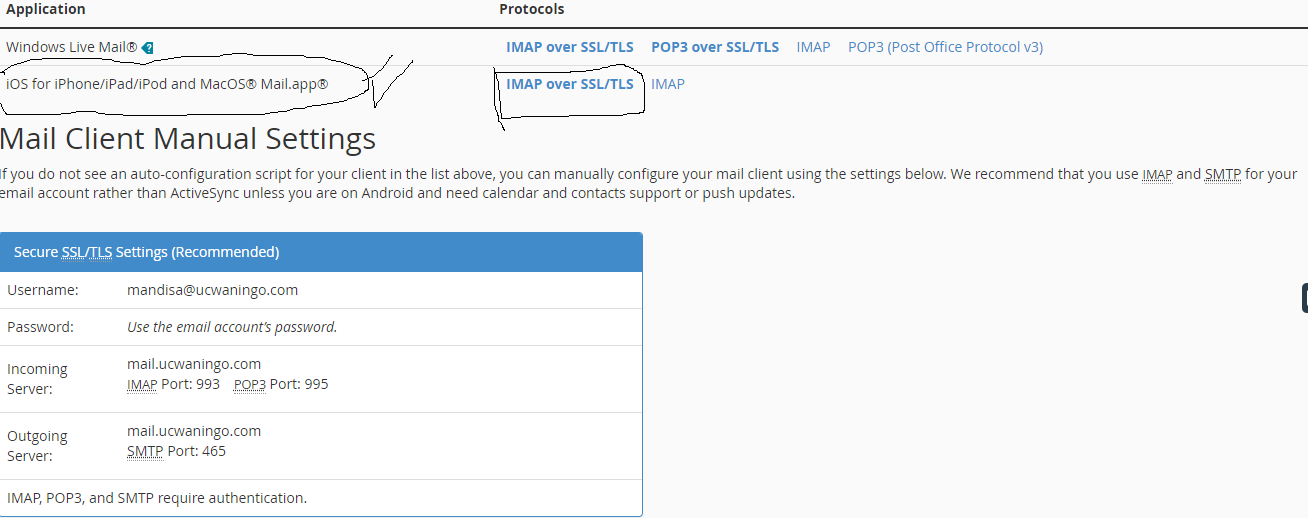 Application Protocols
Windows Live Mail® IMAP over SSL/TLS POP3 over SSL/TLS IMAP POP3 (Post Office Protocol v3)
iOS for iPhone/iPad/iPod and MacOS® Mail.app® IMAP over SSL/TLS IMAP
Mail Client Manual Settings
If you do not see an auto-configuration script for your client in the list above, you can manually configure your mail client using the settings below. We recommend that you use IMAP and SMTP for your
email account rather than ActiveSync unless you are on Android and need calendar and contacts support or push updates.
Secure SSL/TLS Settings (Recommended)
Username: mandisa@ucwaningo.com
Password: Use the email account's password.
Incoming Server: mail.ucwaningo.com
IMAP Port: 993 POP3 Port: 995
Outgoing Server: mail.ucwaningo.com
SMTP Port: 465
IMAP, POP3, and SMTP require authentication.